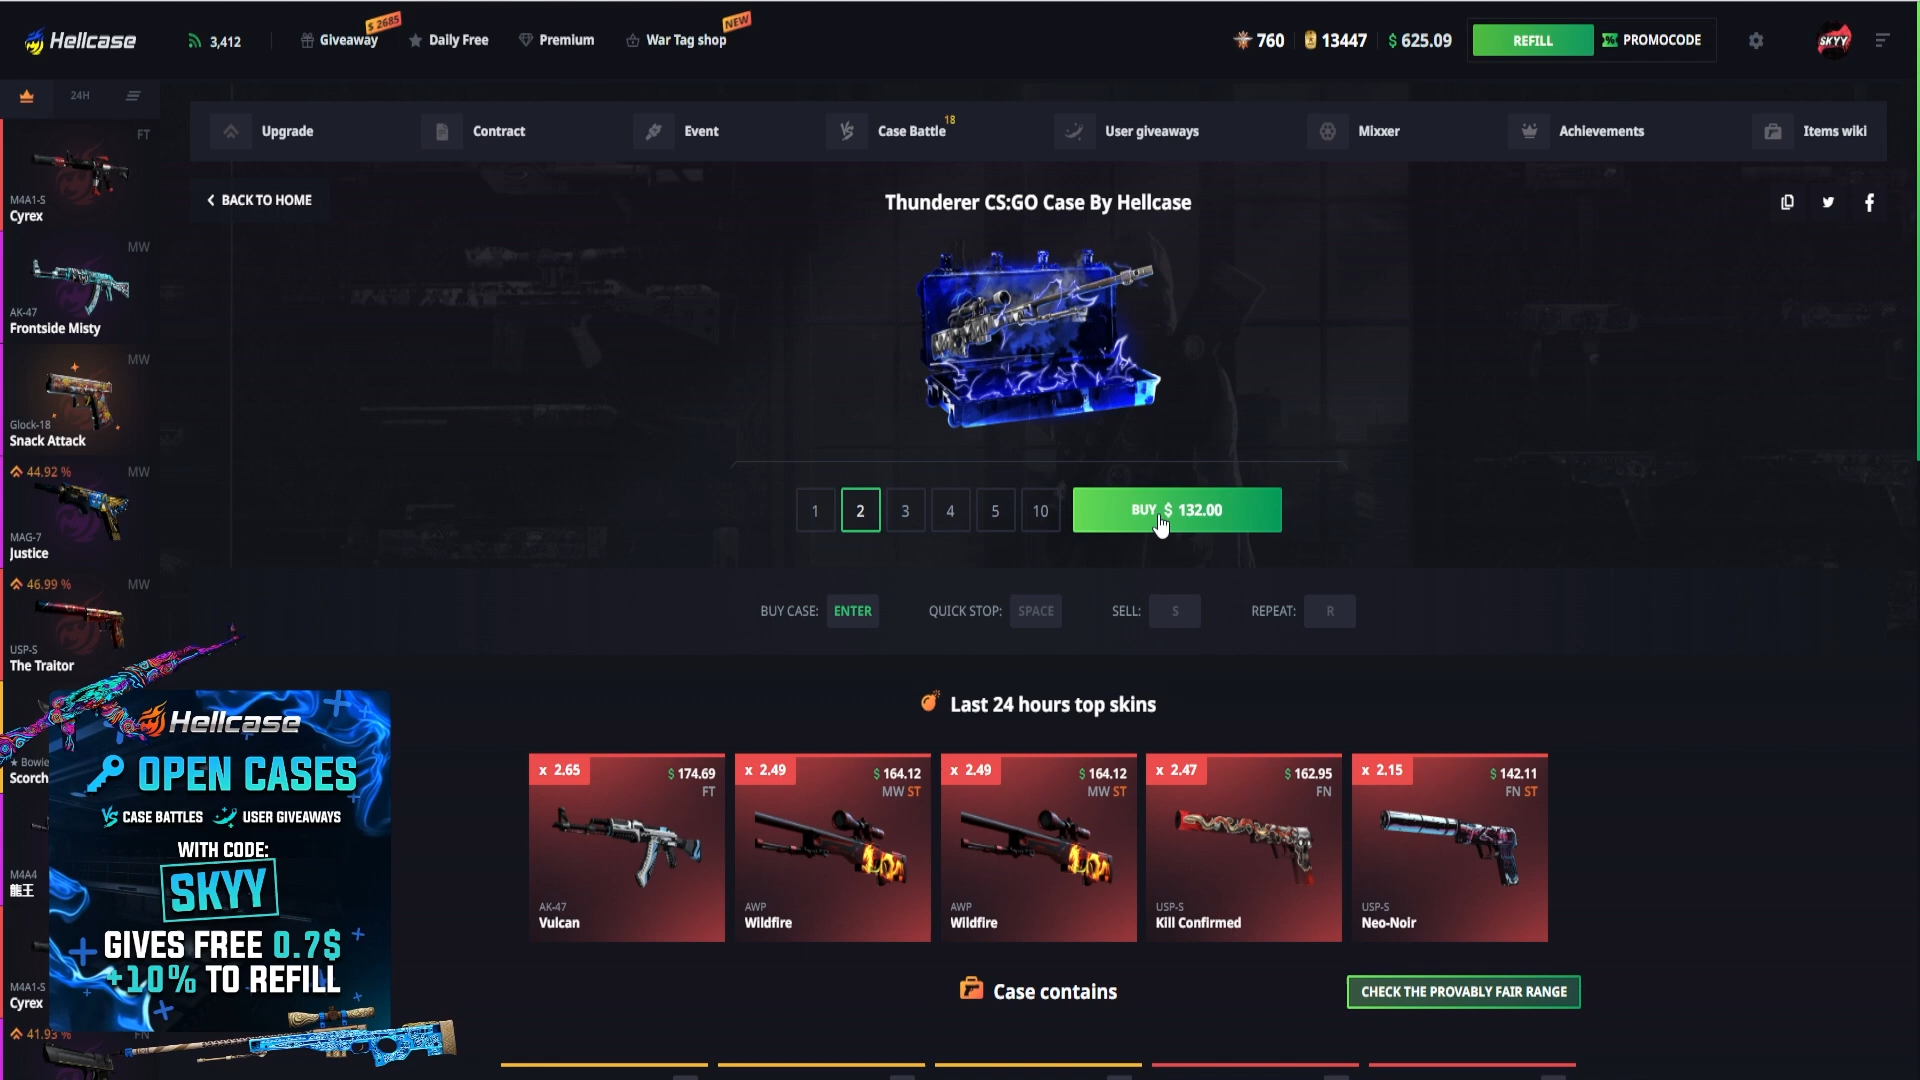 Hellcase
3,412
Giveaway
$ 2685
Daily Free
Premium
War Tag shop
NEW
760
13447
$ 625.09
REFILL
PROMOCODE
SKYY
24H
Upgrade
Contract
Event
Case Battle
18
User giveaways
Mixxer
Achievements
Items wiki
BACK TO HOME
Thunderer CS:GO Case By Hellcase
FT
M4A1-S
Cyrex
MW
AK-47
Frontside Misty
MW
Glock-18
Snack Attack
44.92 %
MW
MAG-7
Justice
46.99 %
MW
USP-S
The Traitor
★ Bowie
Scorch
M4A4
龍王
M4A1-S
Cyrex
41.93 %
FN
1
2
3
4
5
10
BUY $ 132.00
BUY CASE:
ENTER
QUICK STOP:
SPACE
SELL:
S
REPEAT:
R
Last 24 hours top skins
x 2.65
$ 174.69
FT
AK-47
Vulcan
x 2.49
$ 164.12
MW ST
AWP
Wildfire
x 2.49
$ 164.12
MW ST
AWP
Wildfire
x 2.47
$ 162.95
FN
USP-S
Kill Confirmed
x 2.15
$ 142.11
FN ST
USP-S
Neo-Noir
Case contains
CHECK THE PROVABLY FAIR RANGE
Hellcase
OPEN CASES
VS CASE BATTLES
USER GIVEAWAYS
WITH CODE:
SKYY
GIVES FREE 0.7$
+10% TO REFILL